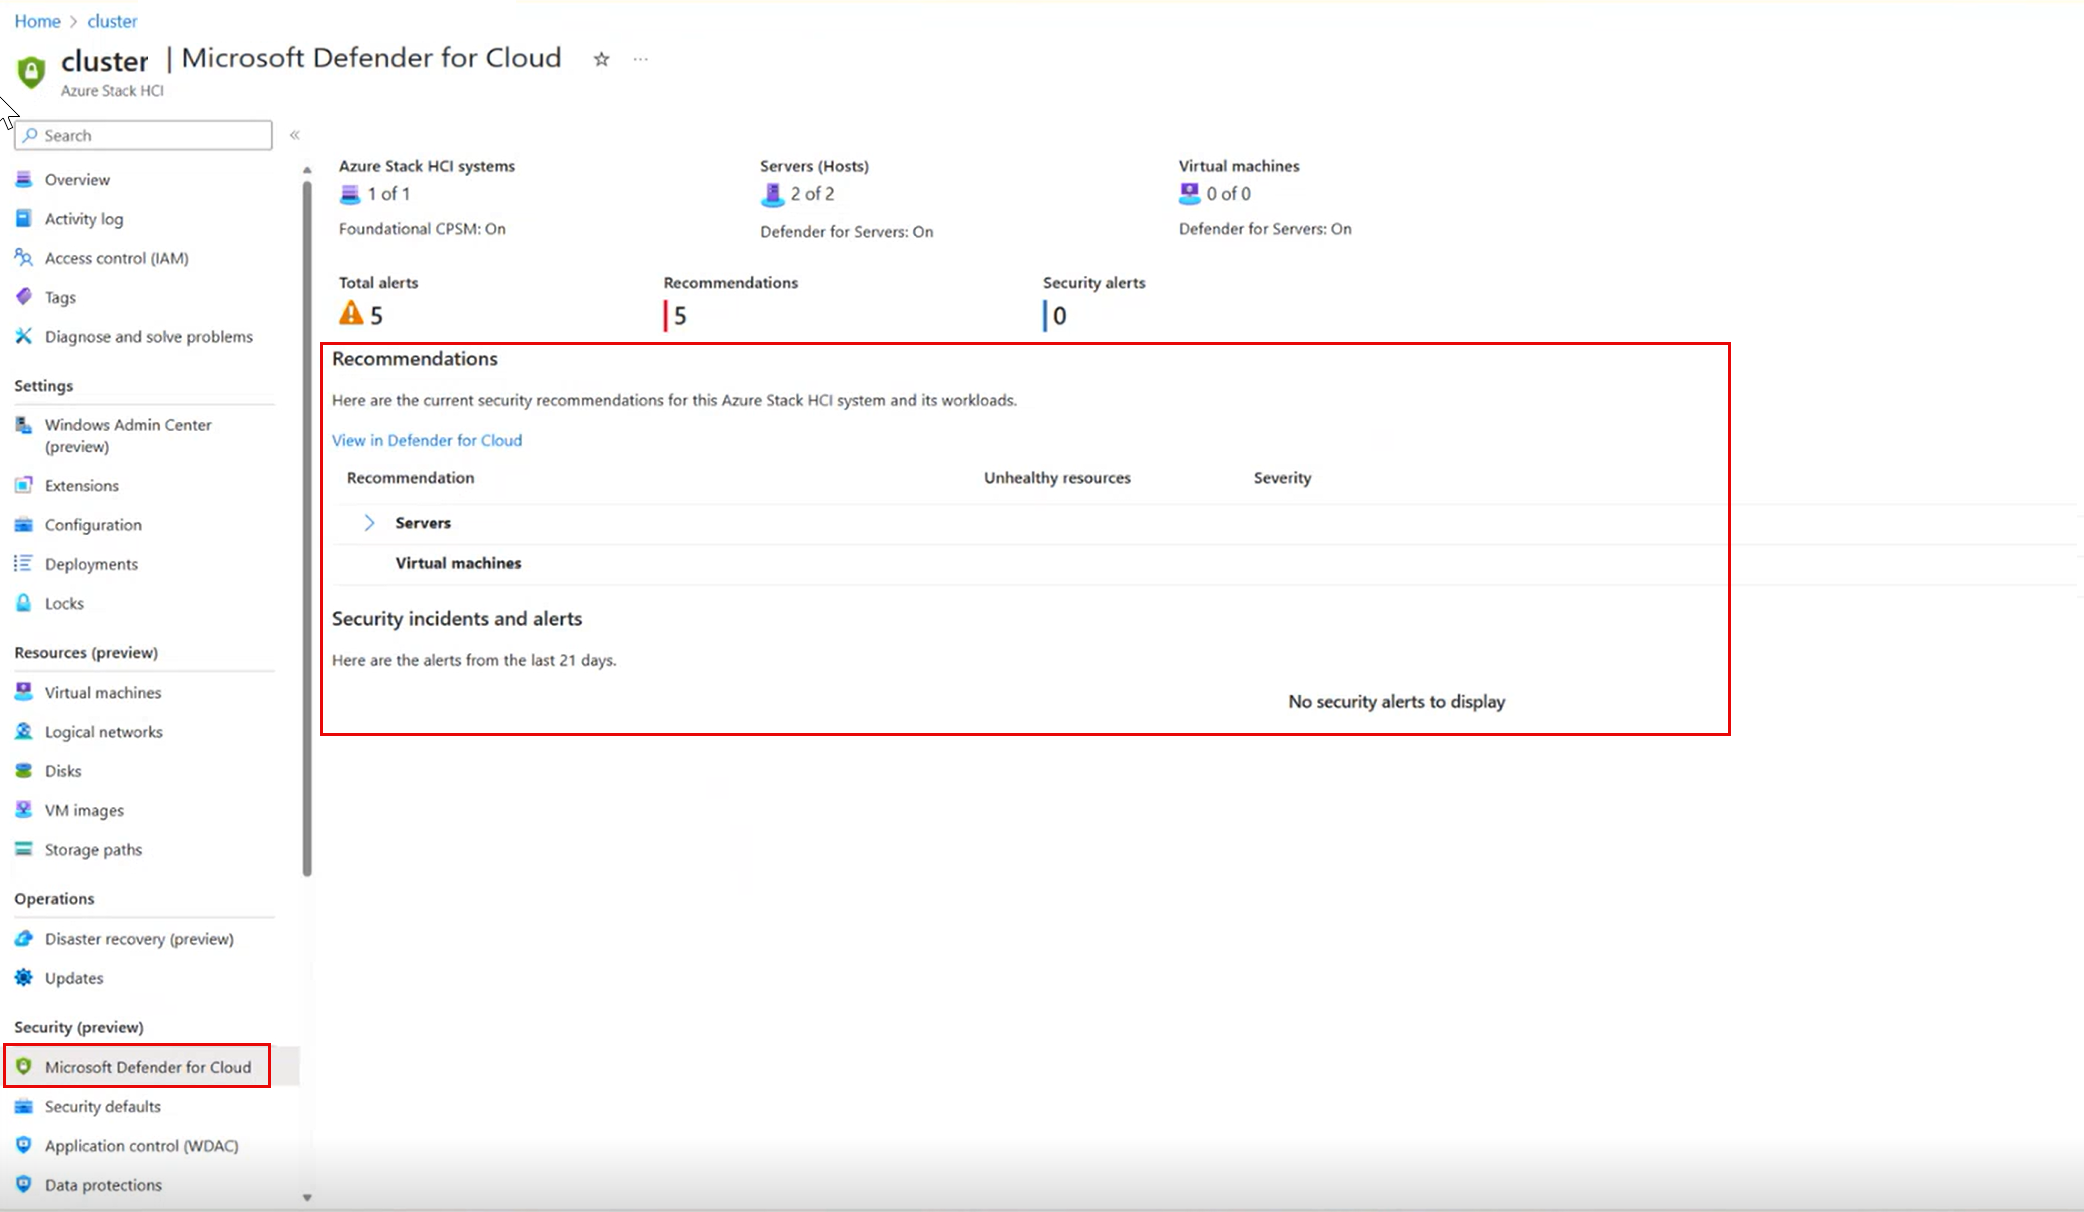 Home > cluster
cluster | Microsoft Defender for Cloud ☆ ...
Azure Stack HCI
Search «
Overview
Activity log
Access control (IAM)
Tags
Diagnose and solve problems
Settings
Windows Admin Center
(preview)
Extensions
Configuration
Deployments
Locks
Resources (preview)
Virtual machines
Logical networks
Disks
VM images
Storage paths
Operations
Disaster recovery (preview)
Updates
Security (preview)
Microsoft Defender for Cloud
Security defaults
Application control (WDAC)
Data protections
Azure Stack HCI systems
1 of 1
Foundational CPSM: On
Servers (Hosts)
2 of 2
Defender for Servers: On
Virtual machines
0 of 0
Defender for Servers: On
Total alerts
5
Recommendations
5
Security alerts
0
Recommendations
Here are the current security recommendations for this Azure Stack HCI system and its workloads.
View in Defender for Cloud
Recommendation Unhealthy resources Severity
Servers
Virtual machines
Security incidents and alerts
Here are the alerts from the last 21 days.
No security alerts to display